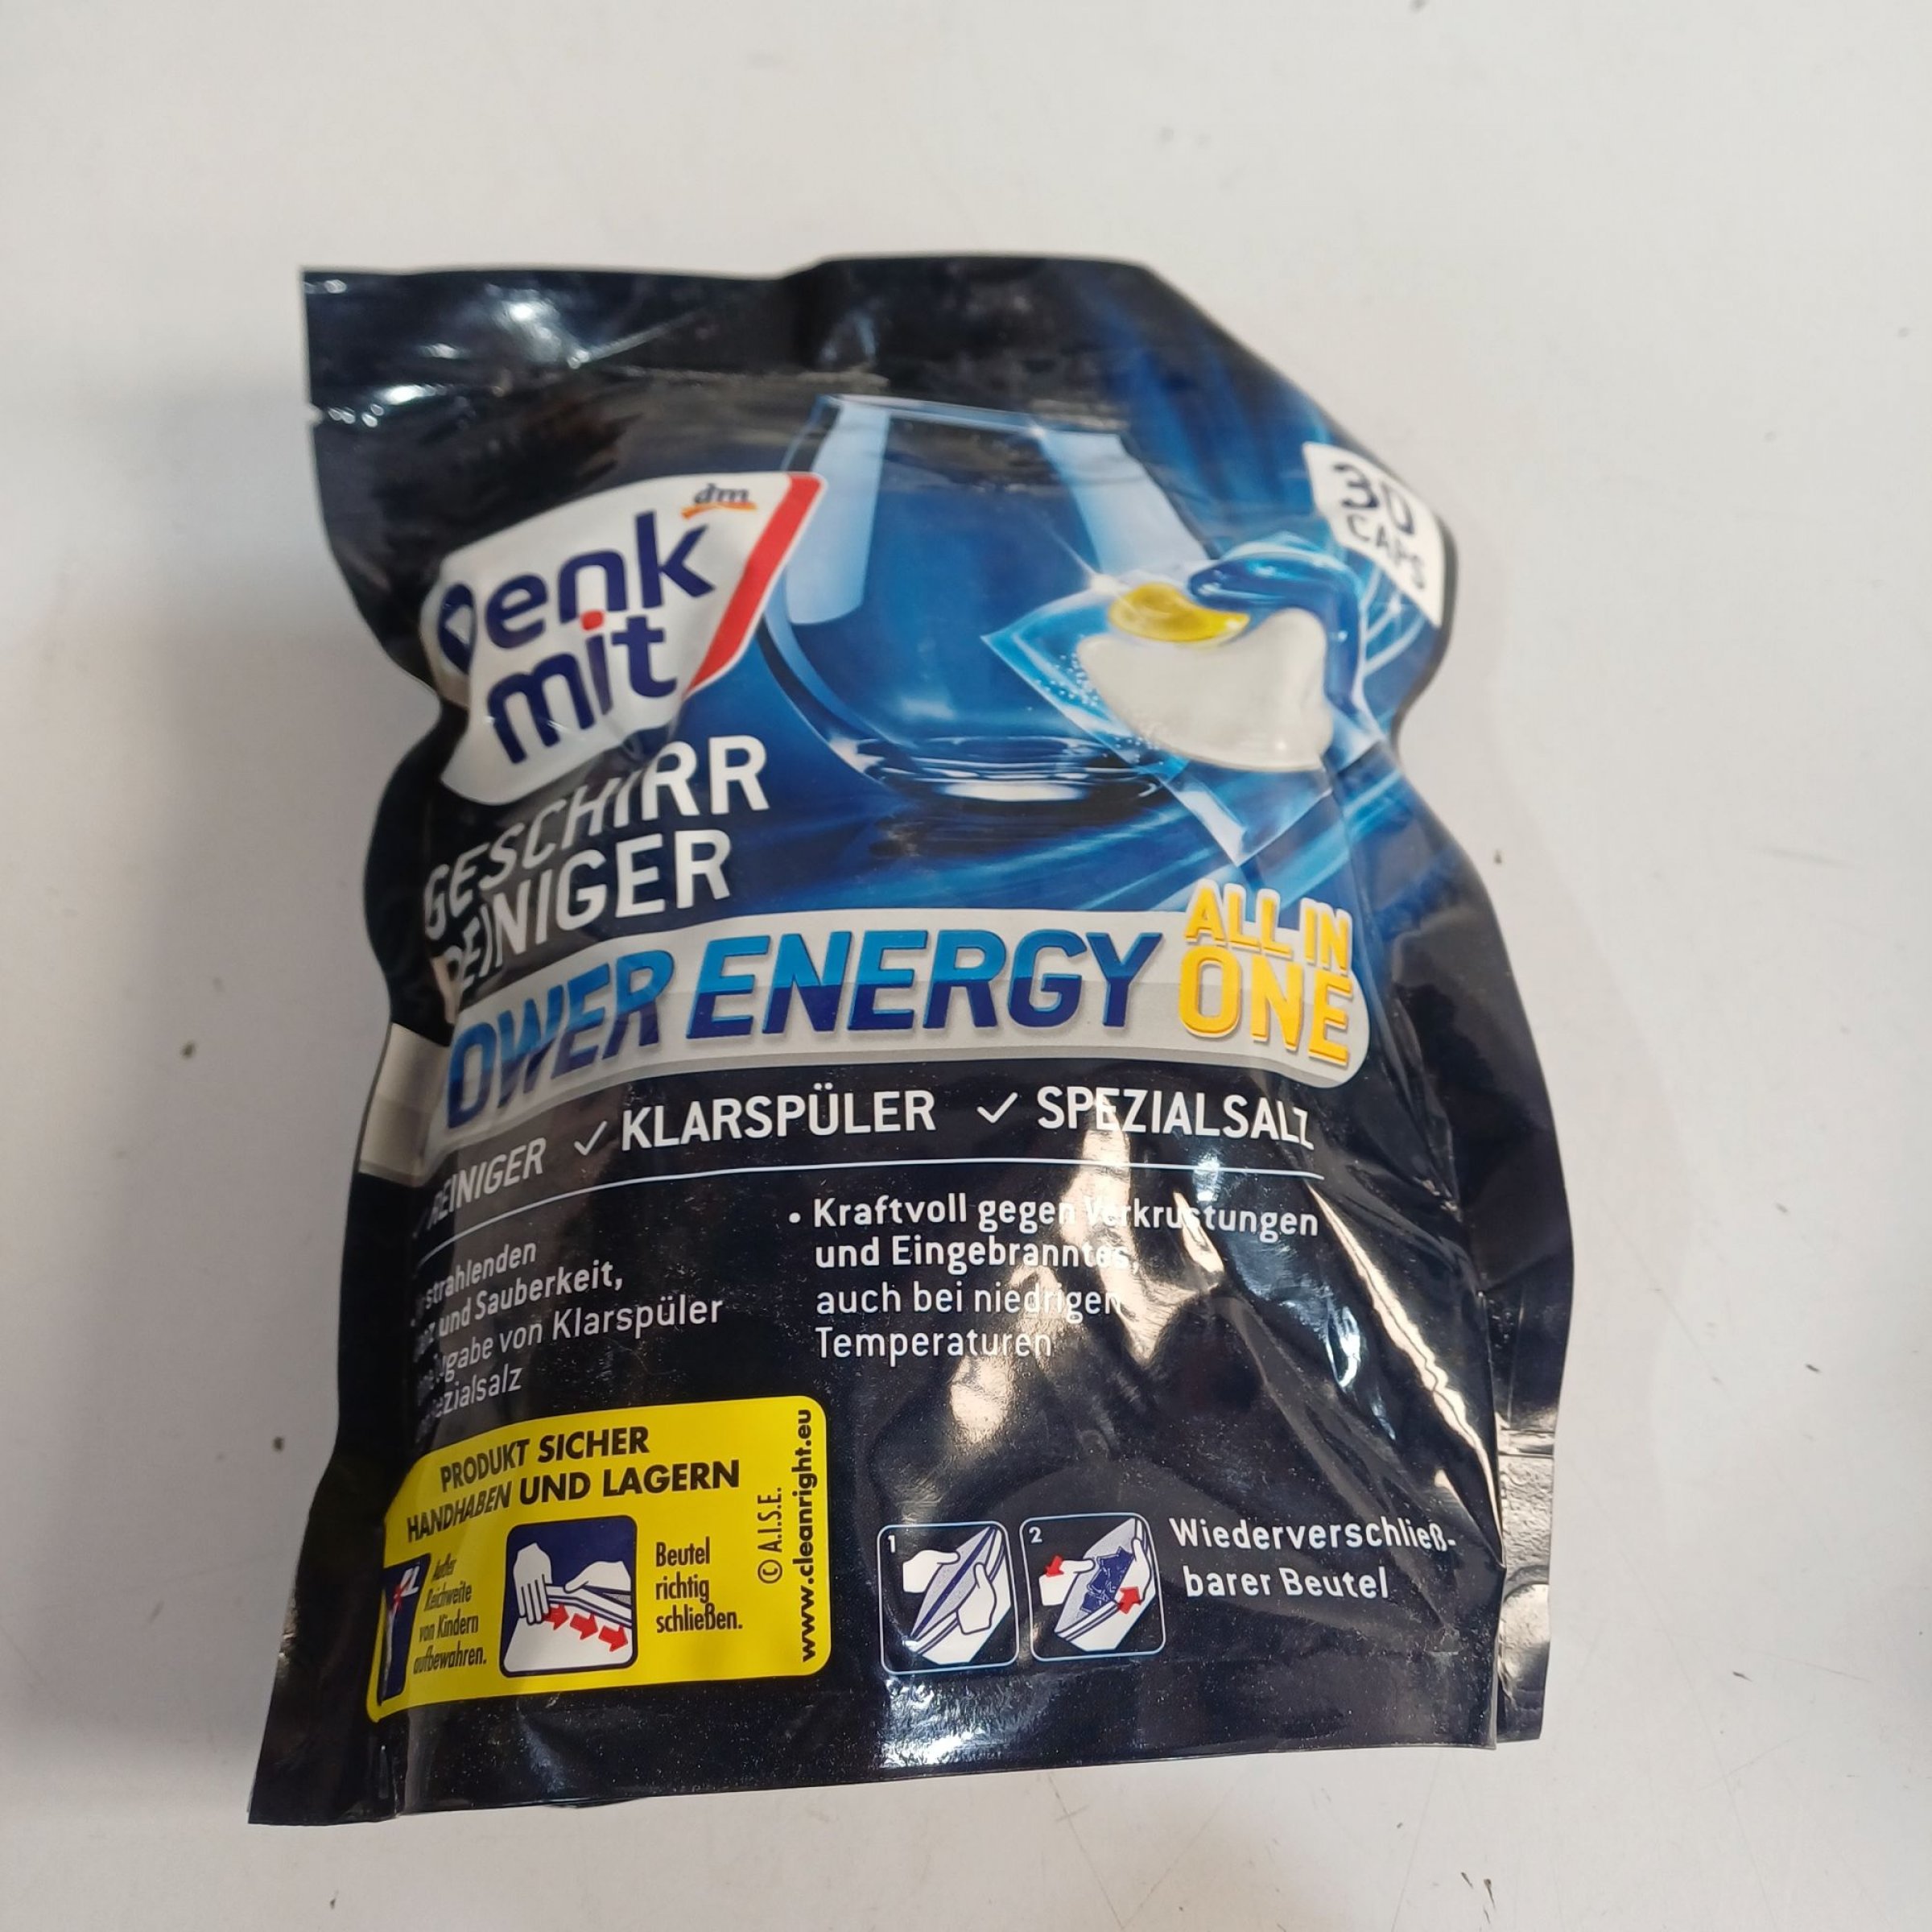 dm
Denk
mit
30
CAPS
GESCHIRR
REINIGER
POWER ENERGY ALL IN ONE
✓ REINIGER ✓ KLARSPÜLER ✓ SPEZIALSALZ
strahlenden
und Sauberkeit,
Zugabe von Klarspüler
Spezialsalz
• Kraftvoll gegen Verkrustungen
und Eingebranntes,
auch bei niedrigen
Temperaturen
PRODUKT SICHER
HANDHABEN UND LAGERN
Außer
Reichweite
von Kindern
aufbewahren.
Beutel
richtig
schließen.
© A.I.S.E.
www.cleanright.eu
1
2
Wiederverschließ-
barer Beutel